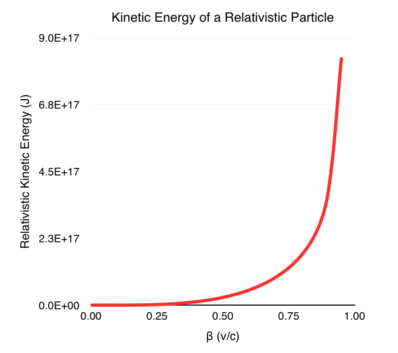 Kinetic Energy of a Relativistic Particle
9.0E+17
6.8E+17
4.5E+17
2.3E+17
0.0E+00
Relativistic Kinetic Energy (J)
0.00 0.25 0.50 0.75 1.00
β (v/c)